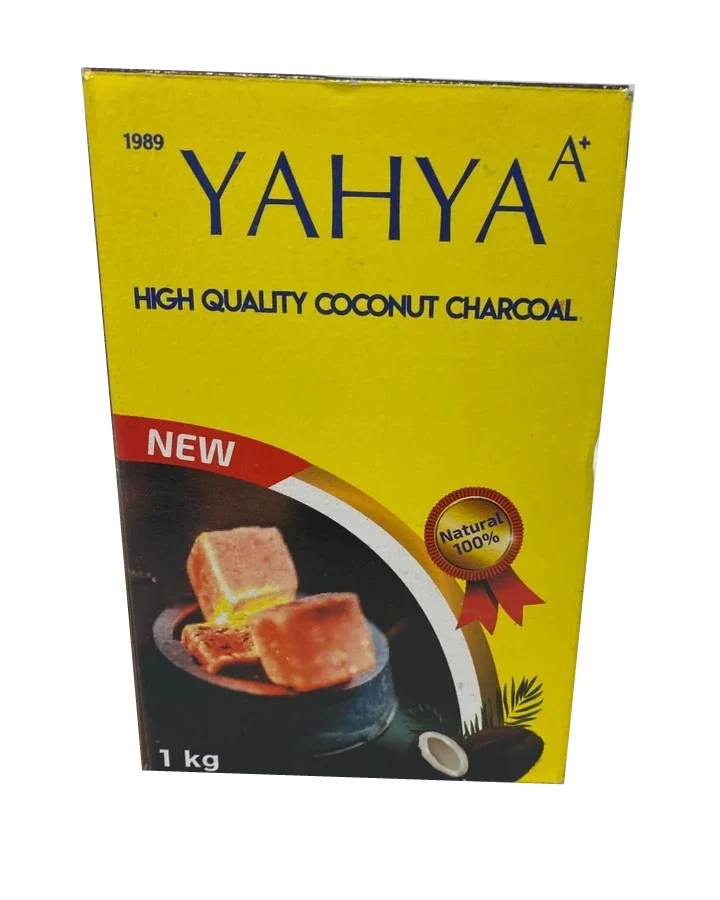 1989
YAHYA A+
HIGH QUALITY COCONUT CHARCOAL
NEW
Natural
100%
1 kg